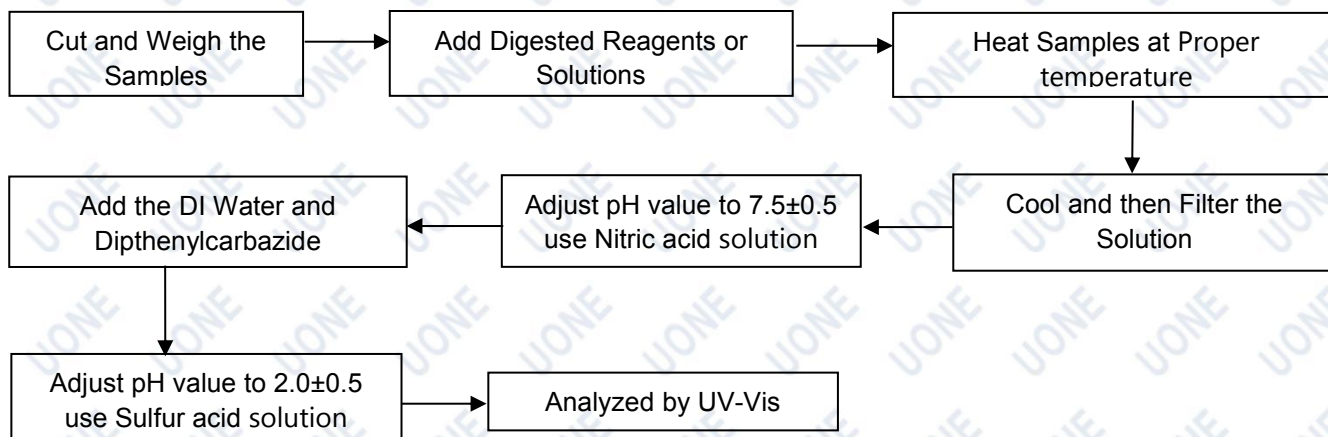 Cut and Weigh the
Samples
Add Digested Reagents or
Solutions
Heat Samples at Proper
temperature
Cool and then Filter the
Solution
Adjust pH value to 7.5±0.5
use Nitric acid solution
Add the DI Water and
Dipthenylcarbazide
Adjust pH value to 2.0±0.5
use Sulfur acid solution
Analyzed by UV-Vis
UONE